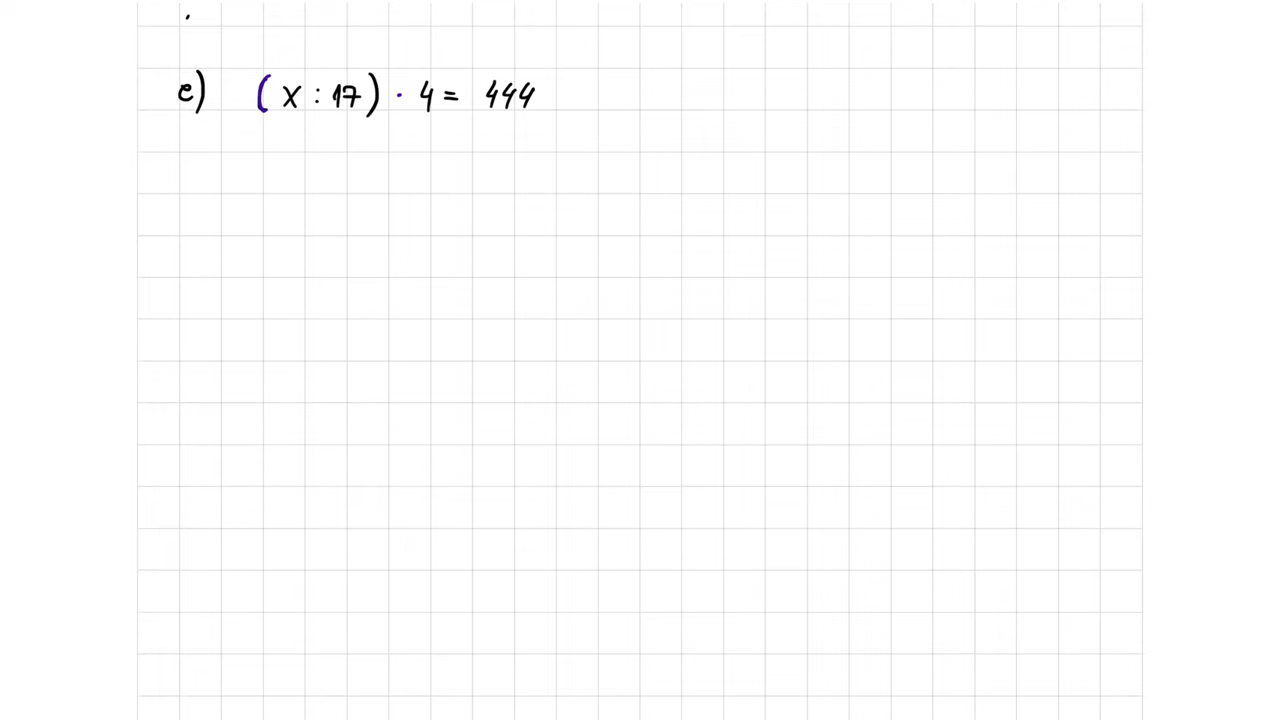 e) (x : 17) · 4 = 444